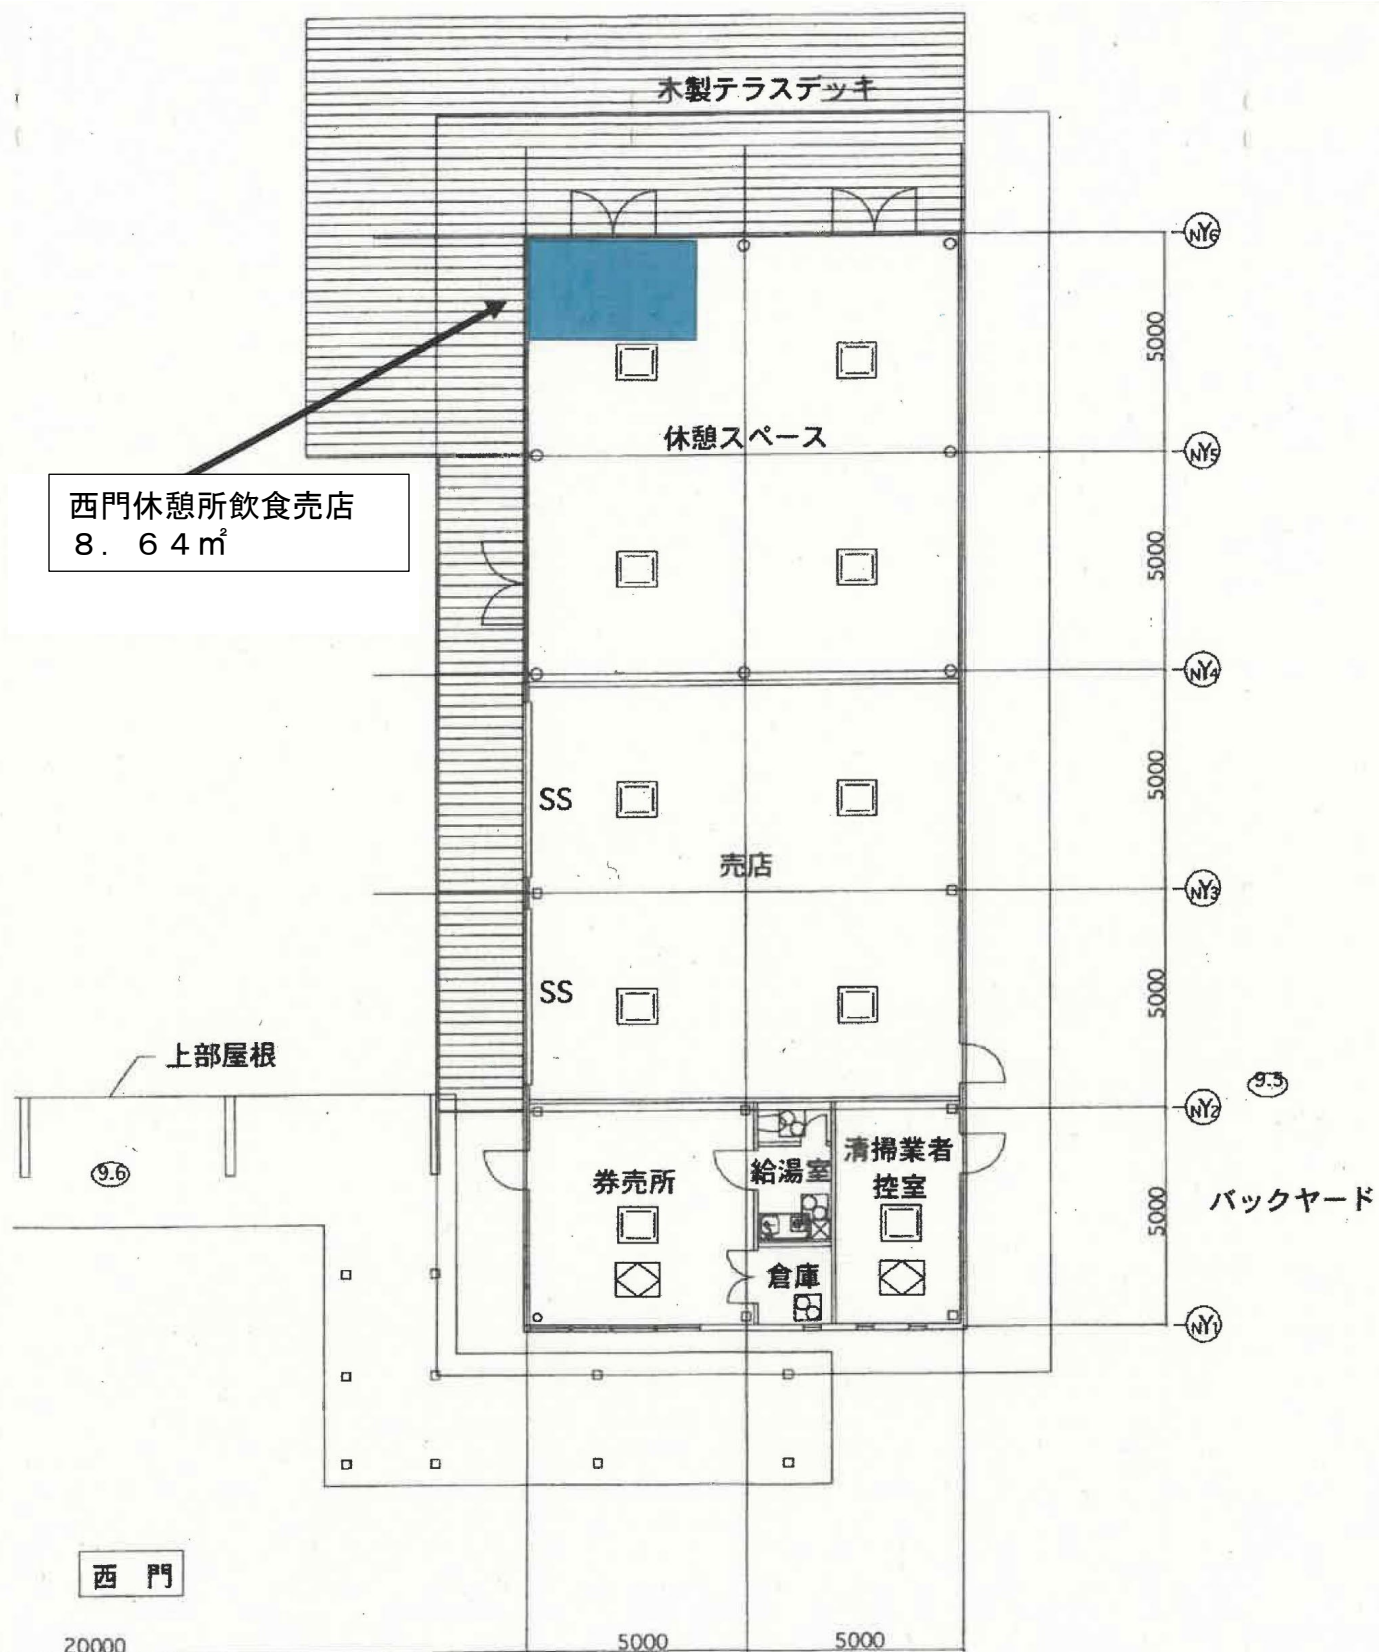 木製テラスデッキ
NY6
5000
休憩スペース
NY5
西門休憩所飲食売店
8.64㎡
5000
NY4
5000
SS
売店
NY3
SS
5000
上部屋根
9.5
NY2
9.6
券売所
給湯室
清掃業者
控室
5000
バックヤード
倉庫
NY1
西 門
20000
5000
5000